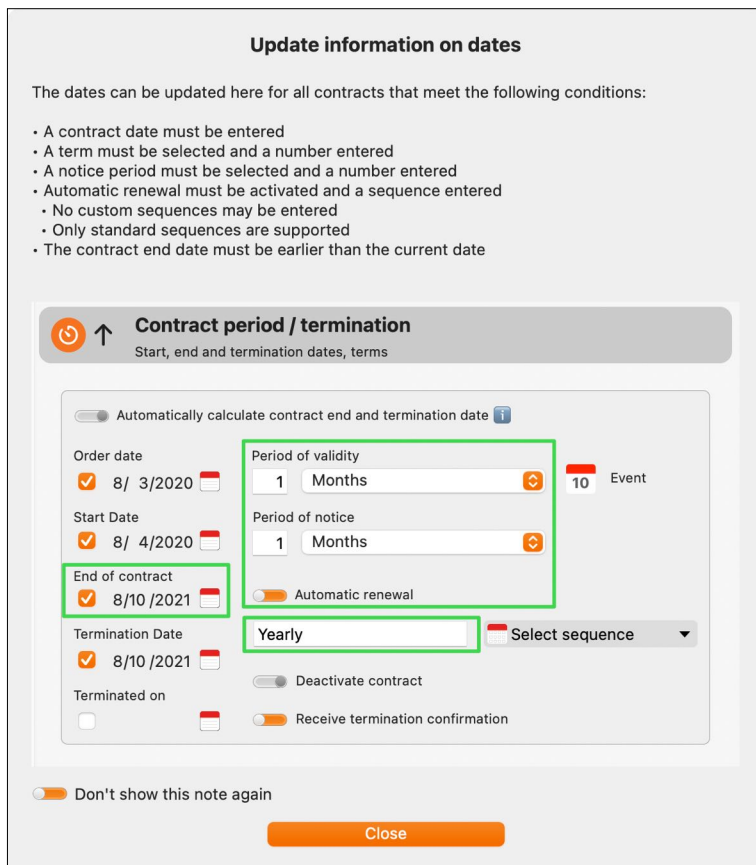 Update information on dates
The dates can be updated here for all contracts that meet the following conditions:
• A contract date must be entered
• A term must be selected and a number entered
• A notice period must be selected and a number entered
• Automatic renewal must be activated and a sequence entered
• No custom sequences may be entered
• Only standard sequences are supported
• The contract end date must be earlier than the current date
Contract period / termination
Start, end and termination dates, terms
Automatically calculate contract end and termination date i
Order date
8/ 3/2020
Period of validity
1 Months
10 Event
Start Date
8/ 4/2020
Period of notice
1 Months
End of contract
8/10 /2021
Automatic renewal
Termination Date
8/10 /2021
Yearly
Select sequence
Deactivate contract
Terminated on
Receive termination confirmation
Don't show this note again
Close